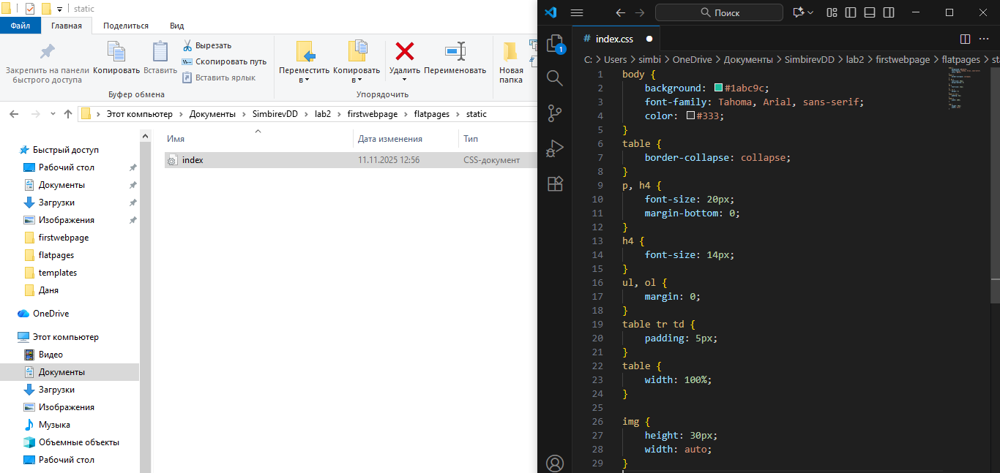 static
Файл Главная Поделиться Вид
Закрепить на панели быстрого доступа
Копировать
Вставить
Вырезать
Скопировать путь
Вставить ярлык
Буфер обмена
Переместить в
Копировать в
Удалить
Переименовать
Упорядочить
Новая папка
Этот компьютер > Документы > SimbirevDD > lab2 > firstwebpage > flatpages > static
Быстрый доступ
Рабочий стол
Документы
Загрузки
Изображения
firstwebpage
flatpages
templates
Даня
OneDrive
Этот компьютер
Видео
Документы
Загрузки
Изображения
Музыка
Объемные объекты
Рабочий стол
Имя Дата изменения Тип
index 11.11.2025 12:56 CSS-документ
Поиск
1
# index.css
C: > Users > simbi > OneDrive > Документы > SimbirevDD > lab2 > firstwebpage > flatpages > st
1 body {
2 background: #1abc9c;
3 font-family: Tahoma, Arial, sans-serif;
4 color: #333;
5 }
6 table {
7 border-collapse: collapse;
8 }
9 p, h4 {
10 font-size: 20px;
11 margin-bottom: 0;
12 }
13 h4 {
14 font-size: 14px;
15 }
16 ul, ol {
17 margin: 0;
18 }
19 table tr td {
20 padding: 5px;
21 }
22 table {
23 width: 100%;
24 }
25
26 img {
27 height: 30px;
28 width: auto;
29 }